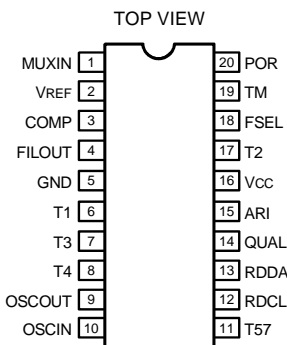 TOP VIEW
MUXIN 1 20 POR
VREF 2 19 TM
COMP 3 18 FSEL
FILOUT 4 17 T2
GND 5 16 VCC
T1 6 15 ARI
T3 7 14 QUAL
T4 8 13 RDDA
OSCOUT 9 12 RDCL
OSCIN 10 11 T57